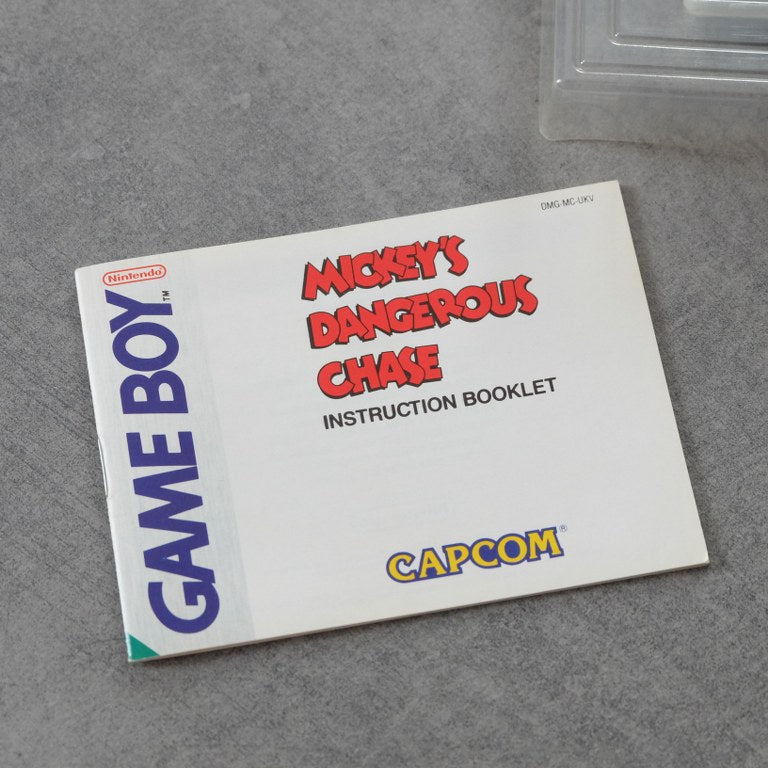 DMG-MC-UKV
Nintendo®
GAME BOY™
MICKEY'S
DANGEROUS
CHASE
INSTRUCTION BOOKLET
CAPCOM®